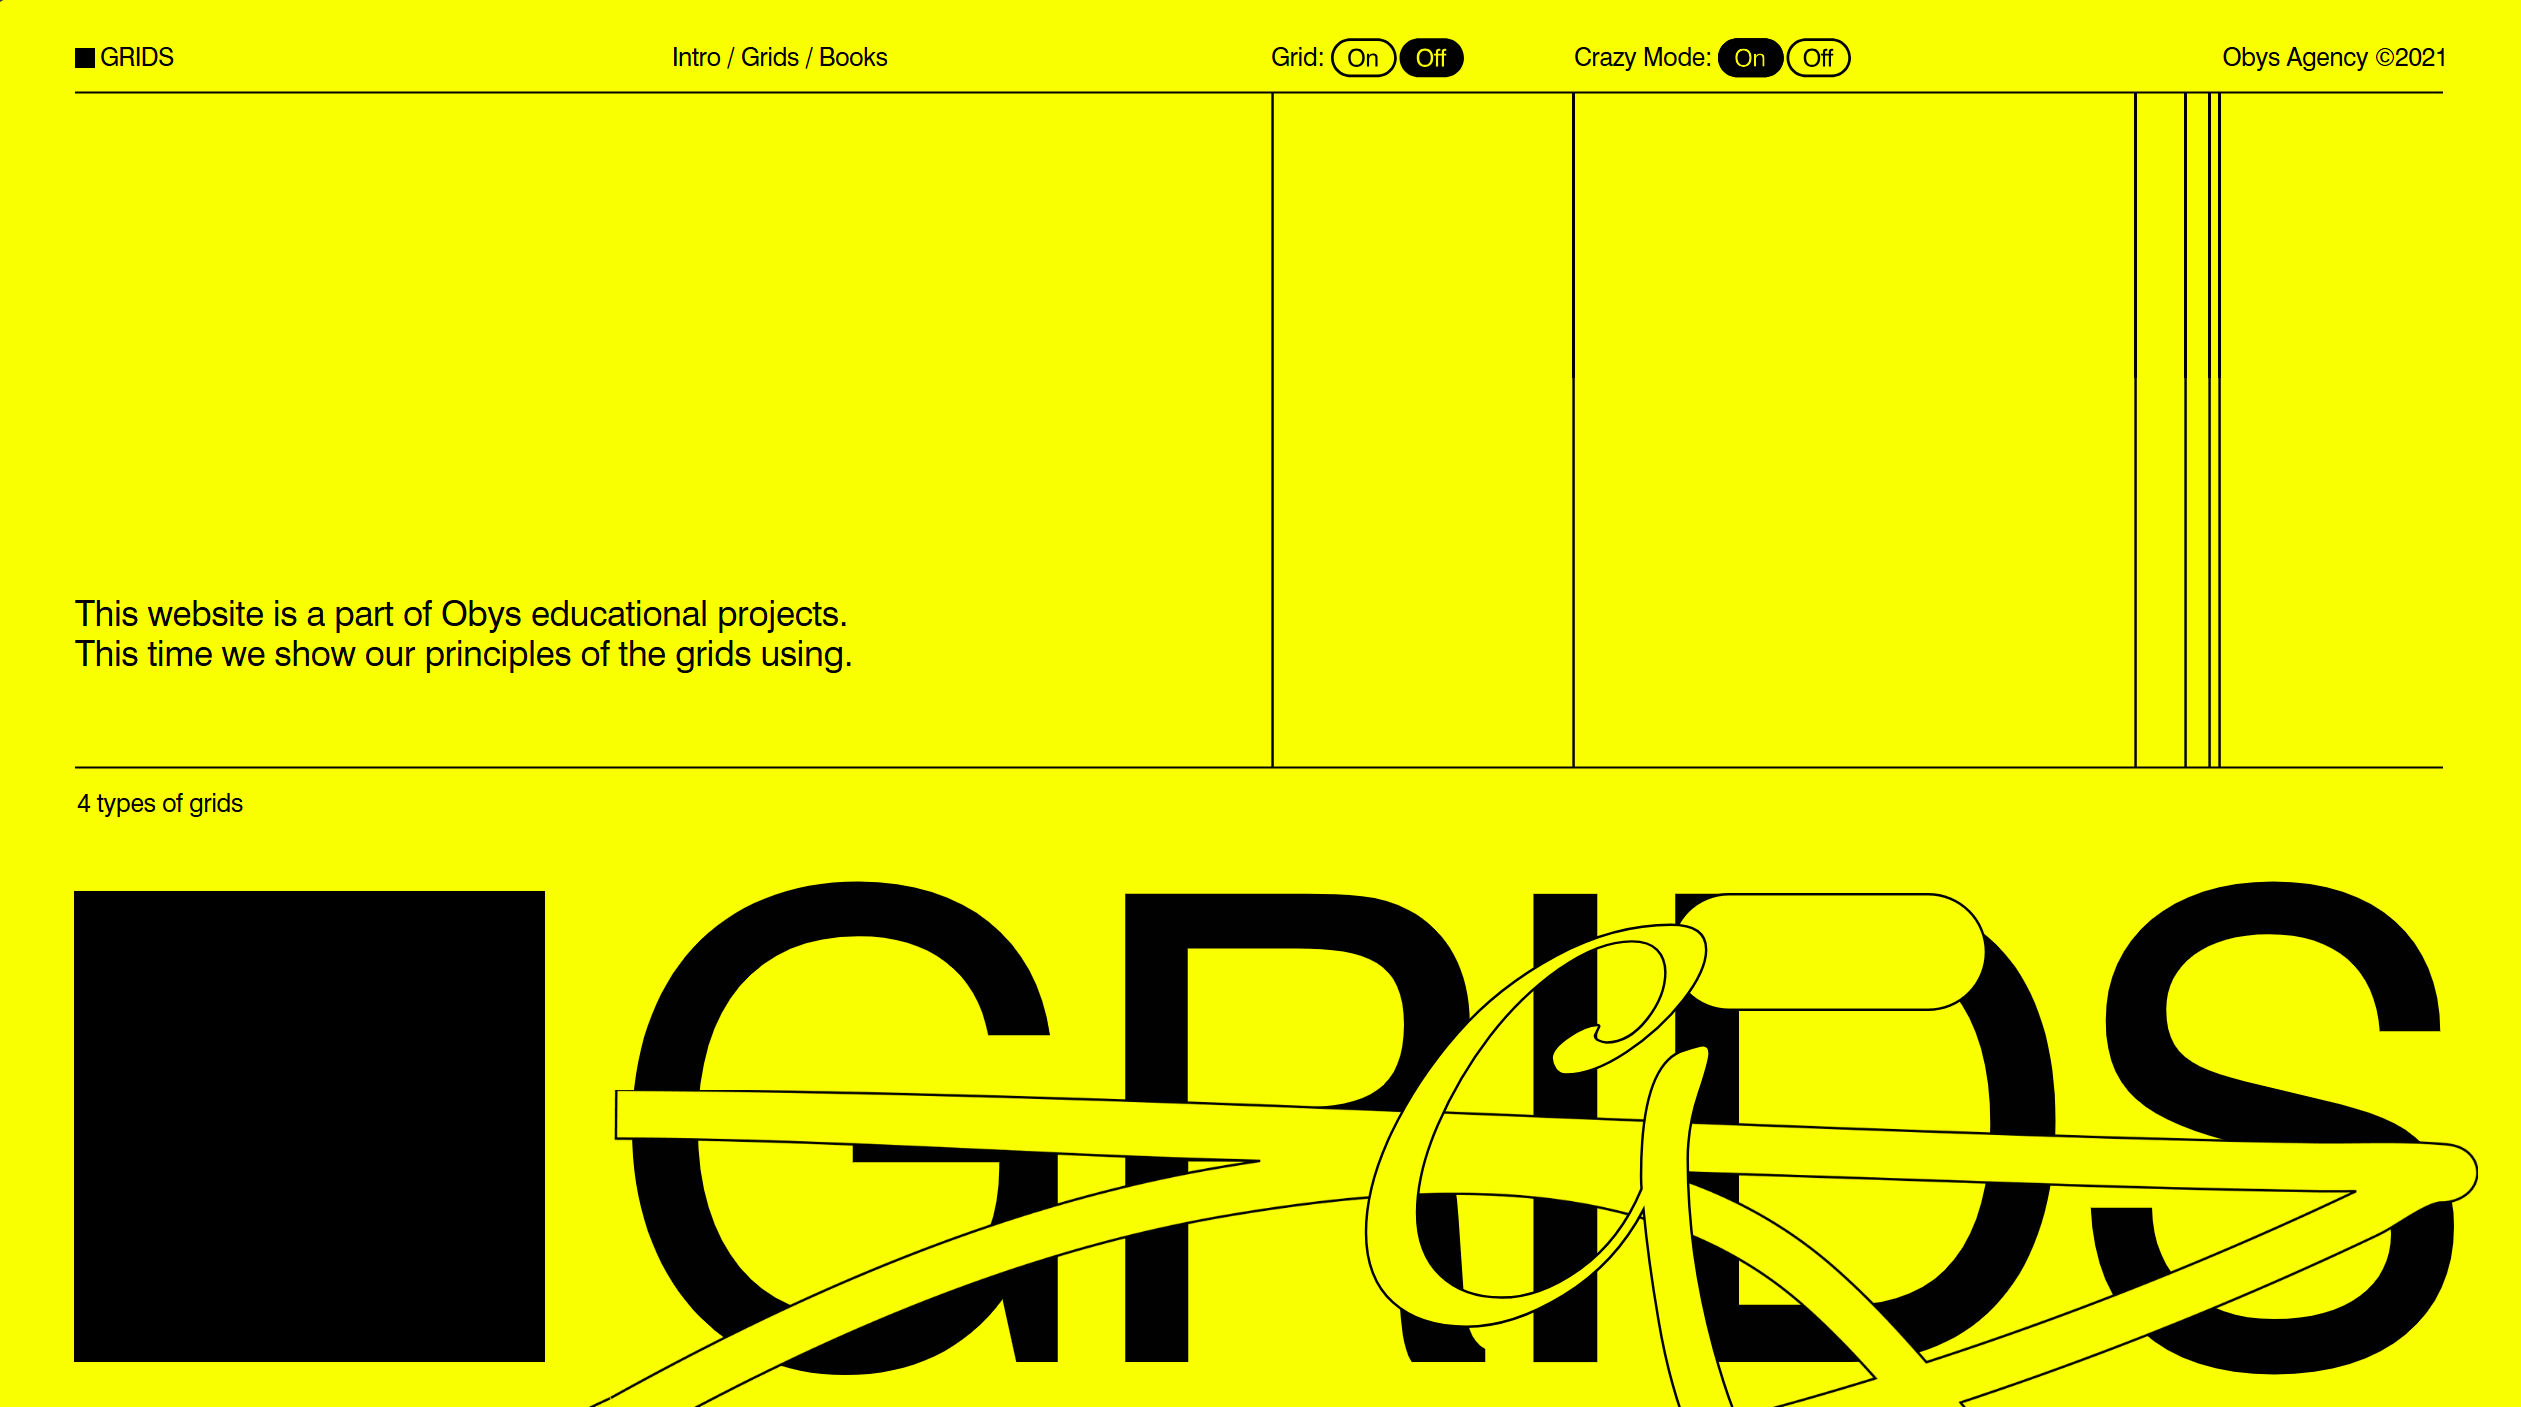 GRIDS
Intro / Grids / Books
Grid: On Off
Crazy Mode: On Off
Obys Agency ©2021
This website is a part of Obys educational projects.
This time we show our principles of the grids using.
4 types of grids
GRIDS